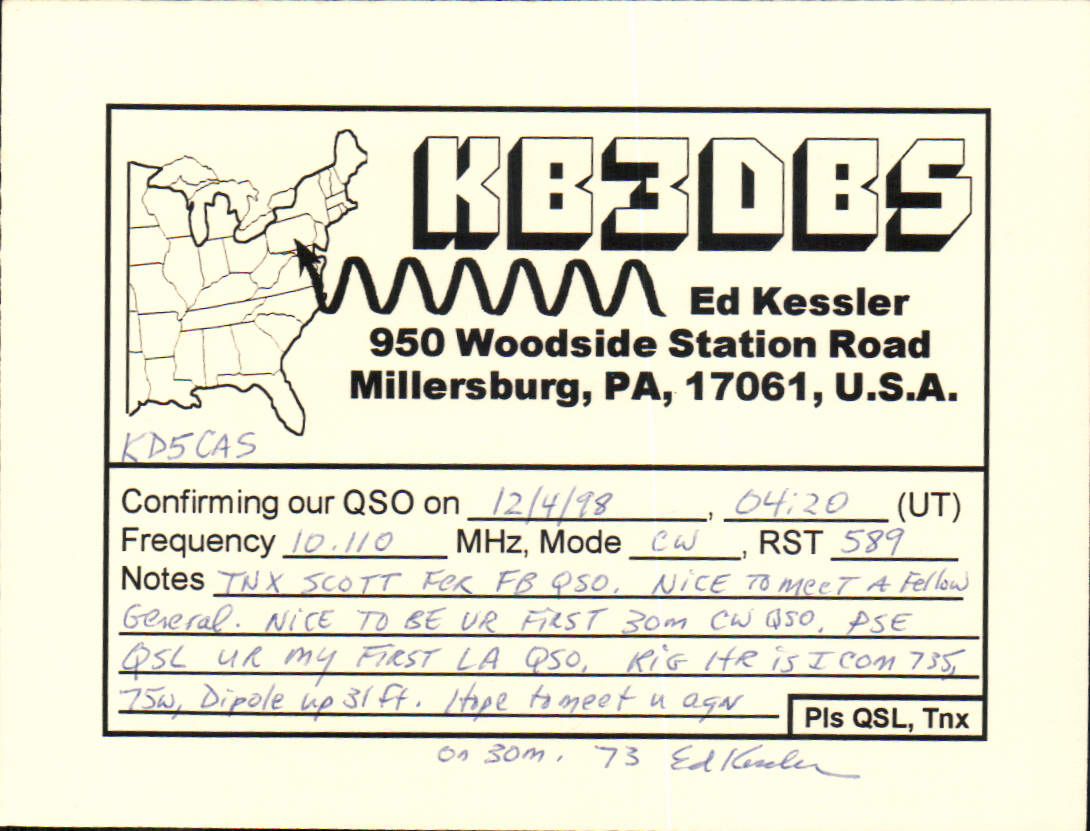 KB3DBS
Ed Kessler
950 Woodside Station Road
Millersburg, PA, 17061, U.S.A.
KD5CAS
Confirming our QSO on 12/4/98, 04:20 (UT)
Frequency 10.110 MHz, Mode CW, RST 589
Notes TNX SCOTT FER FB QSO. NICE TO MEET A Fellow
General. NICE TO BE UR FIRST 30m CW QSO. PSE
QSL UR MY FIRST LA QSO. RIG HR is ICOM 735,
75W, Dipole up 31 ft. Hope to meet u agn
Pls QSL, Tnx
on 30m. 73 Ed Kessler